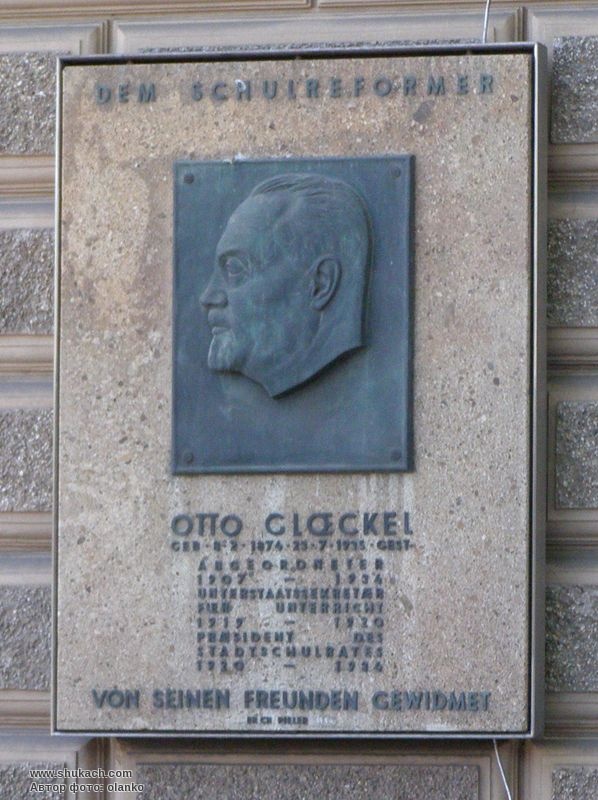 DEM SCHULREFORMER
OTTO GLŒCKEL
GEB · 8 · 2 · 1874 · 23 · 7 · 1935 · GEST
ABGEORDNETER
1907 – 1934
UNTERSTAATSSEKRETÆR
FUER UNTERRICHT
1919 – 1920
PRÆSIDENT DES
STADTSCHULRATES
1920 – 1934
VON SEINEN FREUNDEN GEWIDMET
www.shukach.com
Автор фото: olanko